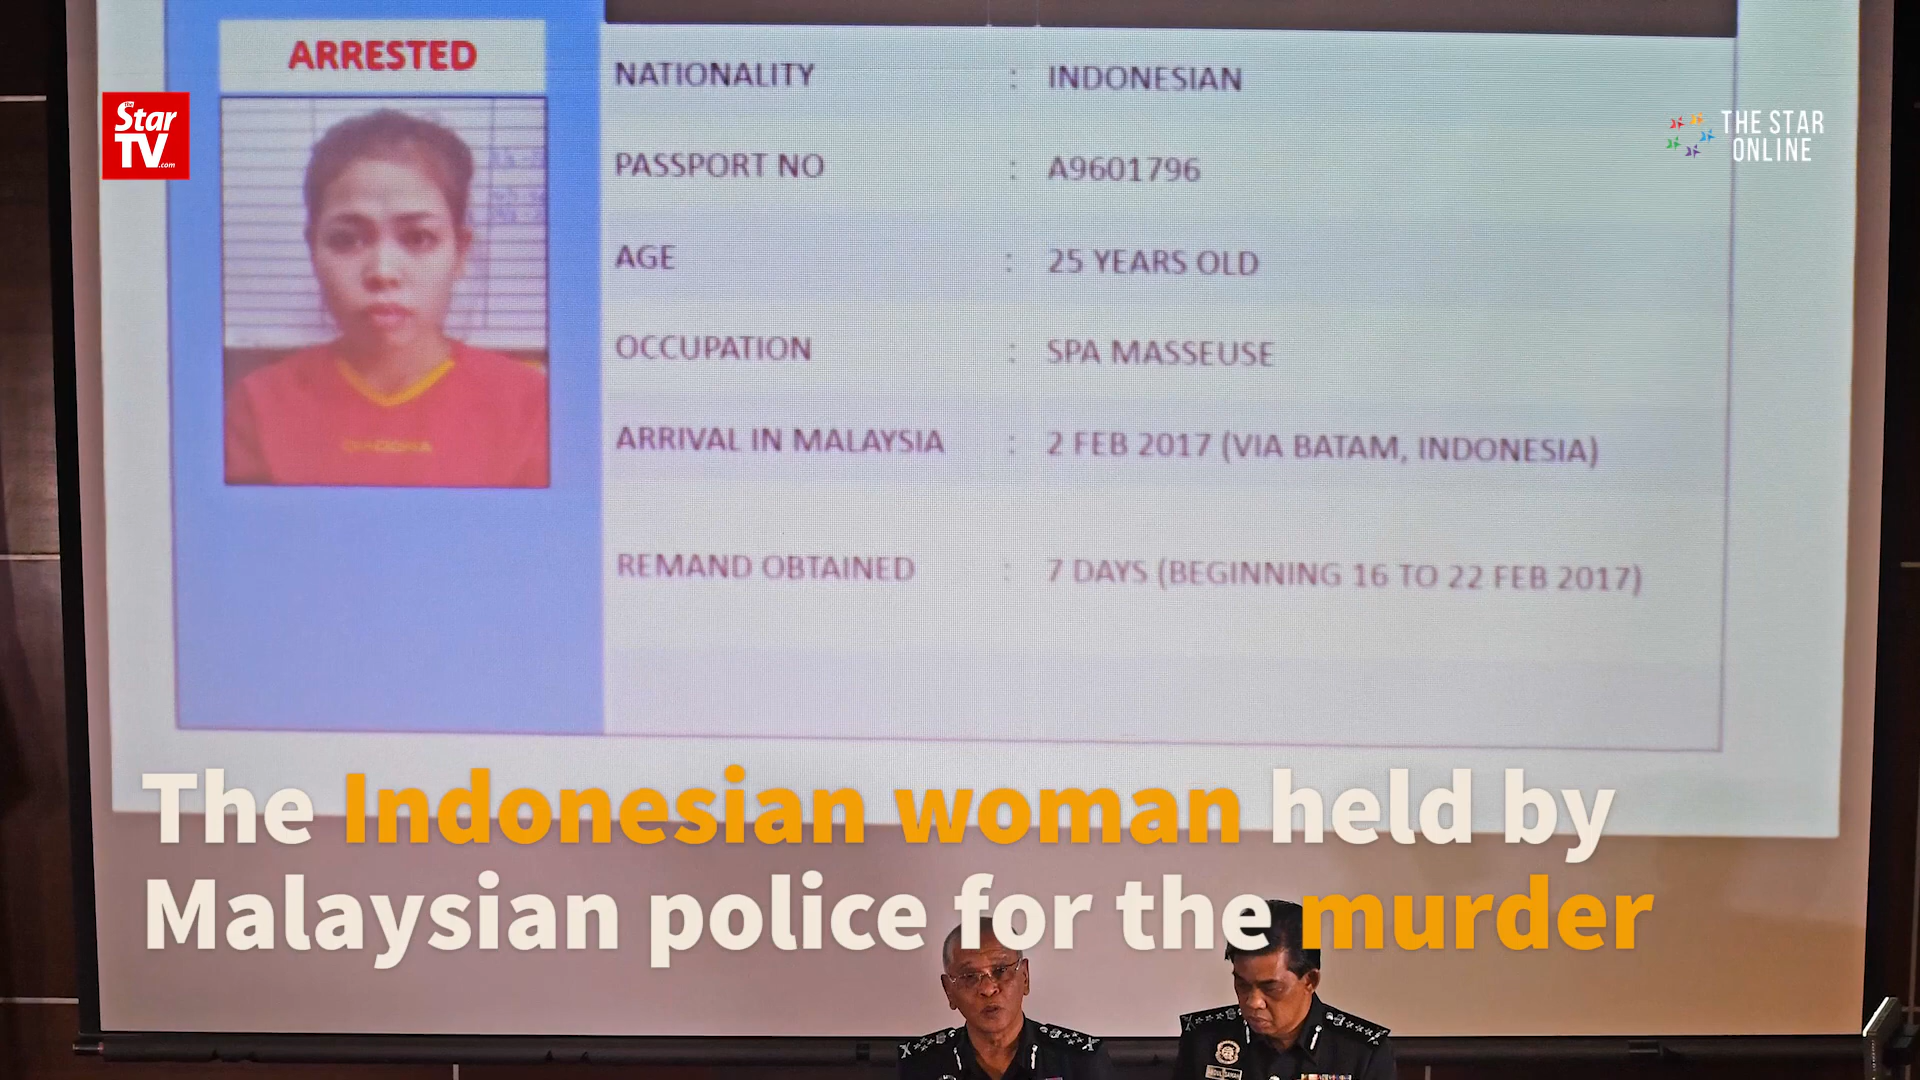 ARRESTED
The Star
TV.com
NATIONALITY : INDONESIAN
PASSPORT NO : A9601796
AGE : 25 YEARS OLD
OCCUPATION : SPA MASSEUSE
ARRIVAL IN MALAYSIA : 2 FEB 2017 (VIA BATAM, INDONESIA)
REMAND OBTAINED : 7 DAYS (BEGINNING 16 TO 22 FEB 2017)
THE STAR
ONLINE
The Indonesian woman held by
Malaysian police for the murder